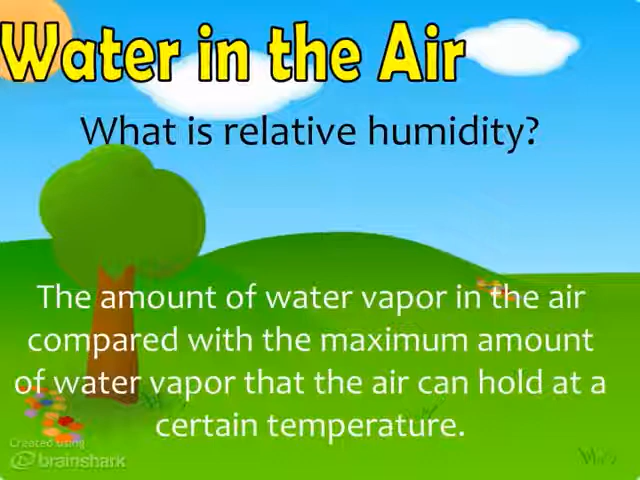 Water in the Air
What is relative humidity?
The amount of water vapor in the air
compared with the maximum amount
of water vapor that the air can hold at a
certain temperature.
Created using
brainshark